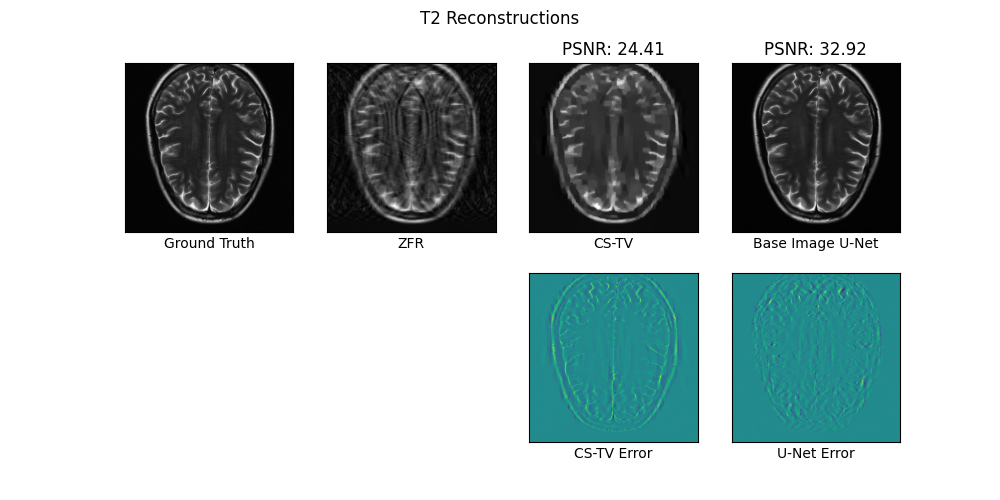 T2 Reconstructions
PSNR: 24.41
PSNR: 32.92
Ground Truth
ZFR
CS-TV
Base Image U-Net
CS-TV Error
U-Net Error